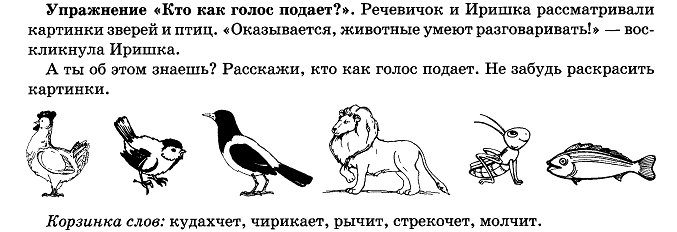 Упражнение «Кто как голос подает?». Речевичок и Иришка рассматривали
картинки зверей и птиц. «Оказывается, животные умеют разговаривать!» — вос-
кликнула Иришка.
А ты об этом знаешь? Расскажи, кто как голос подает. Не забудь раскрасить
картинки.
Корзинка слов: кудахчет, чирикает, рычит, стрекочет, молчит.